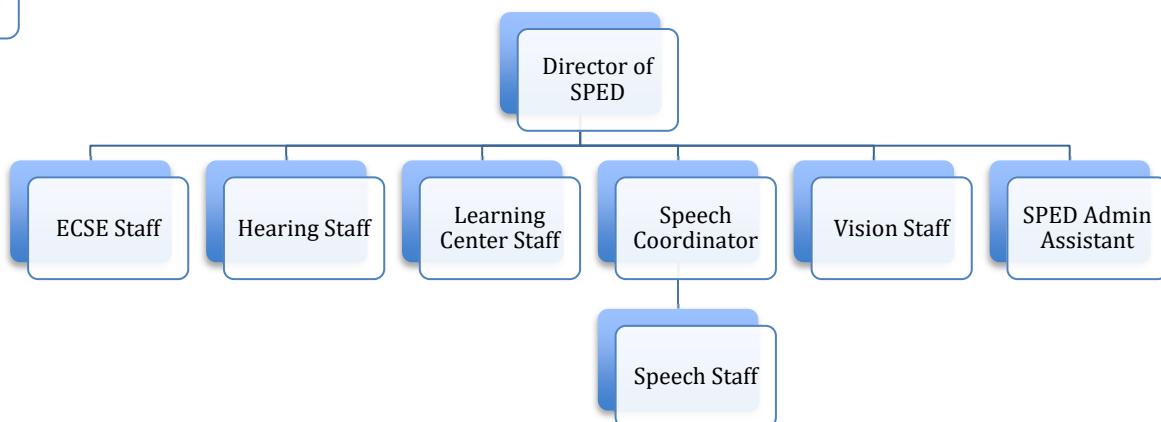 Director of
SPED
ECSE Staff
Hearing Staff
Learning
Center Staff
Speech
Coordinator
Vision Staff
SPED Admin
Assistant
Speech Staff